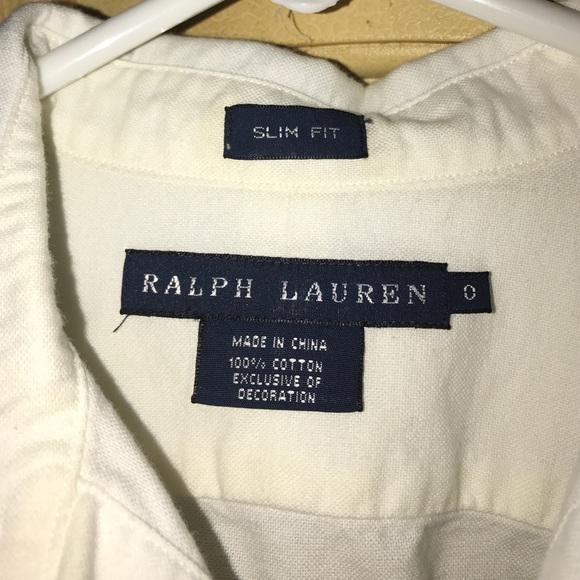 SLIM FIT
RALPH LAUREN 0
MADE IN CHINA
100% COTTON
EXCLUSIVE OF
DECORATION